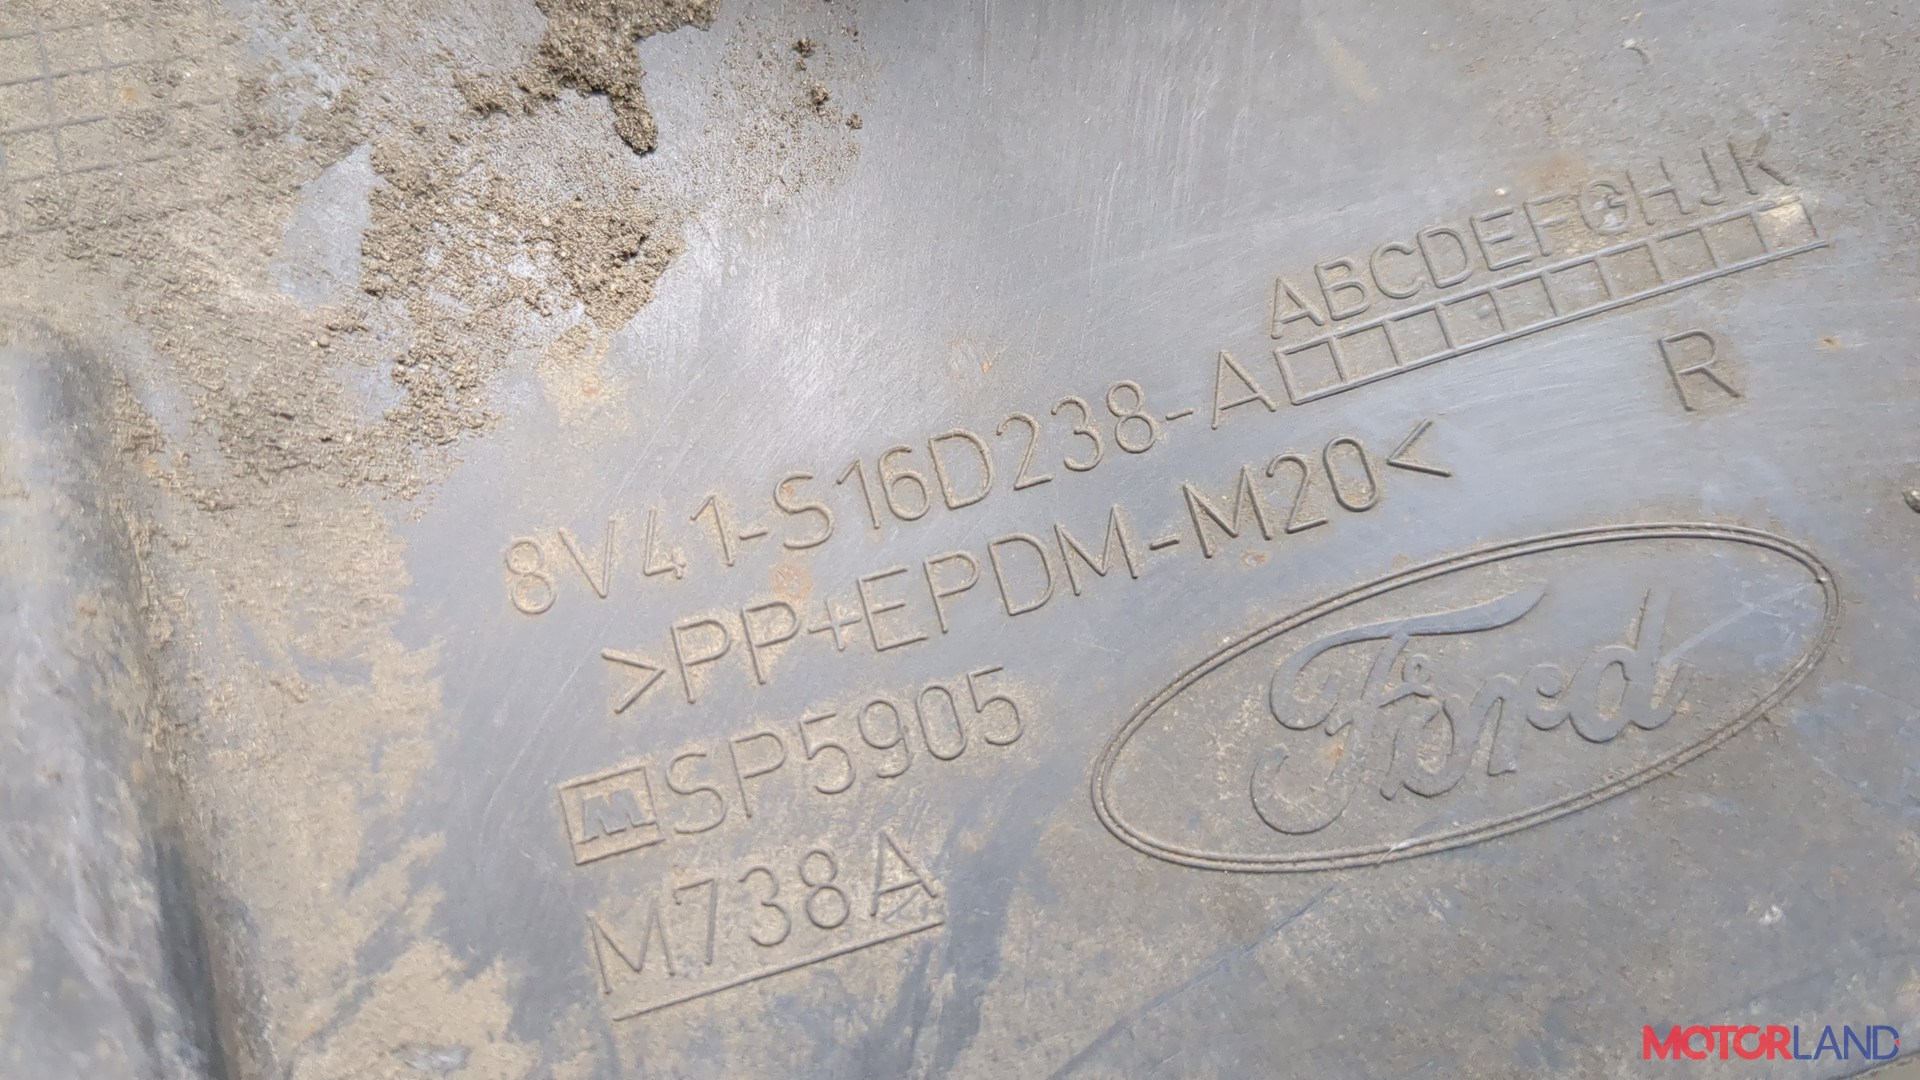 ABCDEFGHJK
8V41-S16D238-A
R
>PP+EPDM-M20<
M SP5905
M738A
Ford
MOTORLAND